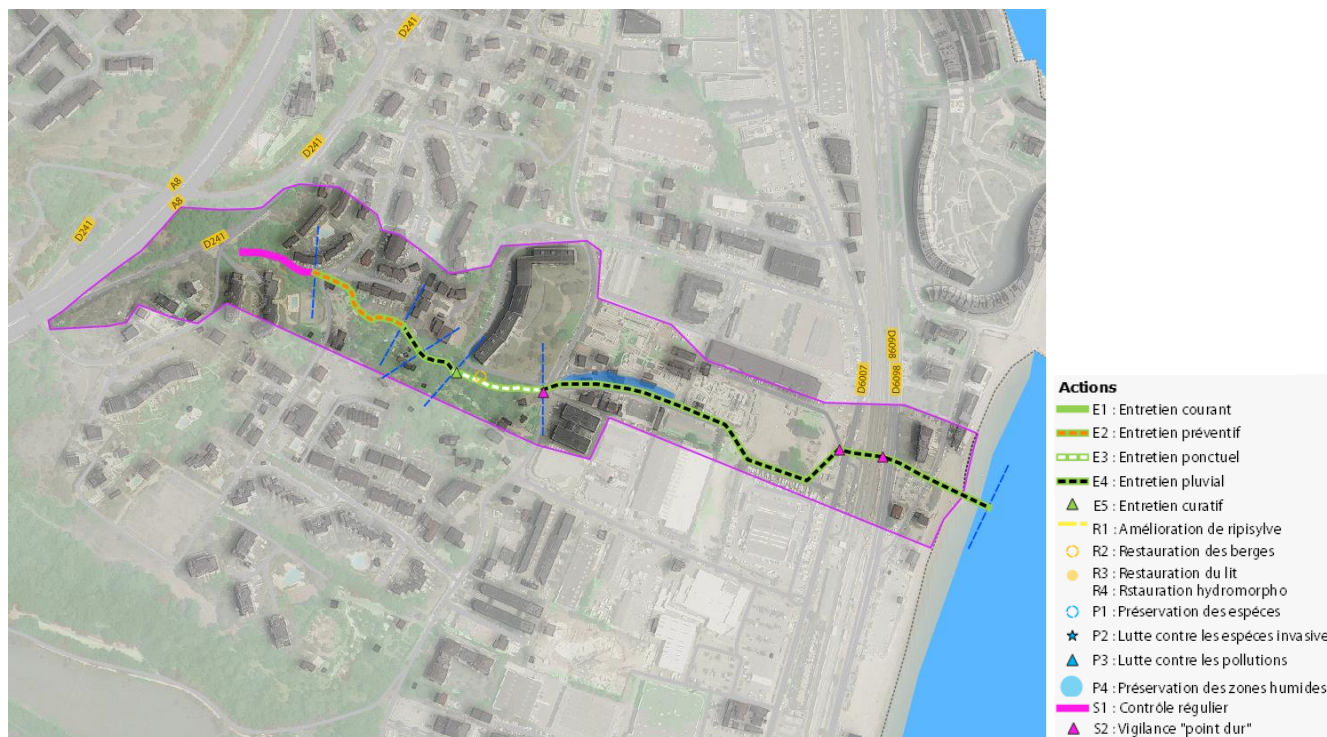 D241
D241
A8
A8
D241
D241
D6098
D6007
D6098
Actions
E1 : Entretien courant
E2 : Entretien préventif
E3 : Entretien ponctuel
E4 : Entretien pluvial
E5 : Entretien curatif
R1 : Amélioration de ripisylve
R2 : Restauration des berges
R3 : Restauration du lit
R4 : Rstauration hydromorpho
P1 : Préservation des espéces
P2 : Lutte contre les espéces invasive
P3 : Lutte contre les pollutions
P4 : Préservation des zones humides
S1 : Contrôle régulier
S2 : Vigilance "point dur"